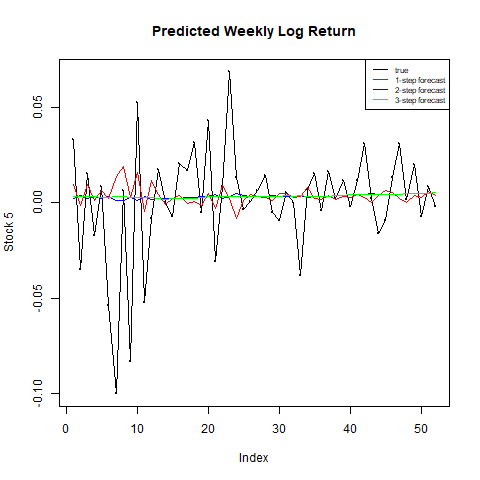 Predicted Weekly Log Return
true
1-step forecast
2-step forecast
3-step forecast
Stock 5
0.05
0.00
-0.05
-0.10
0
10
20
30
40
50
Index